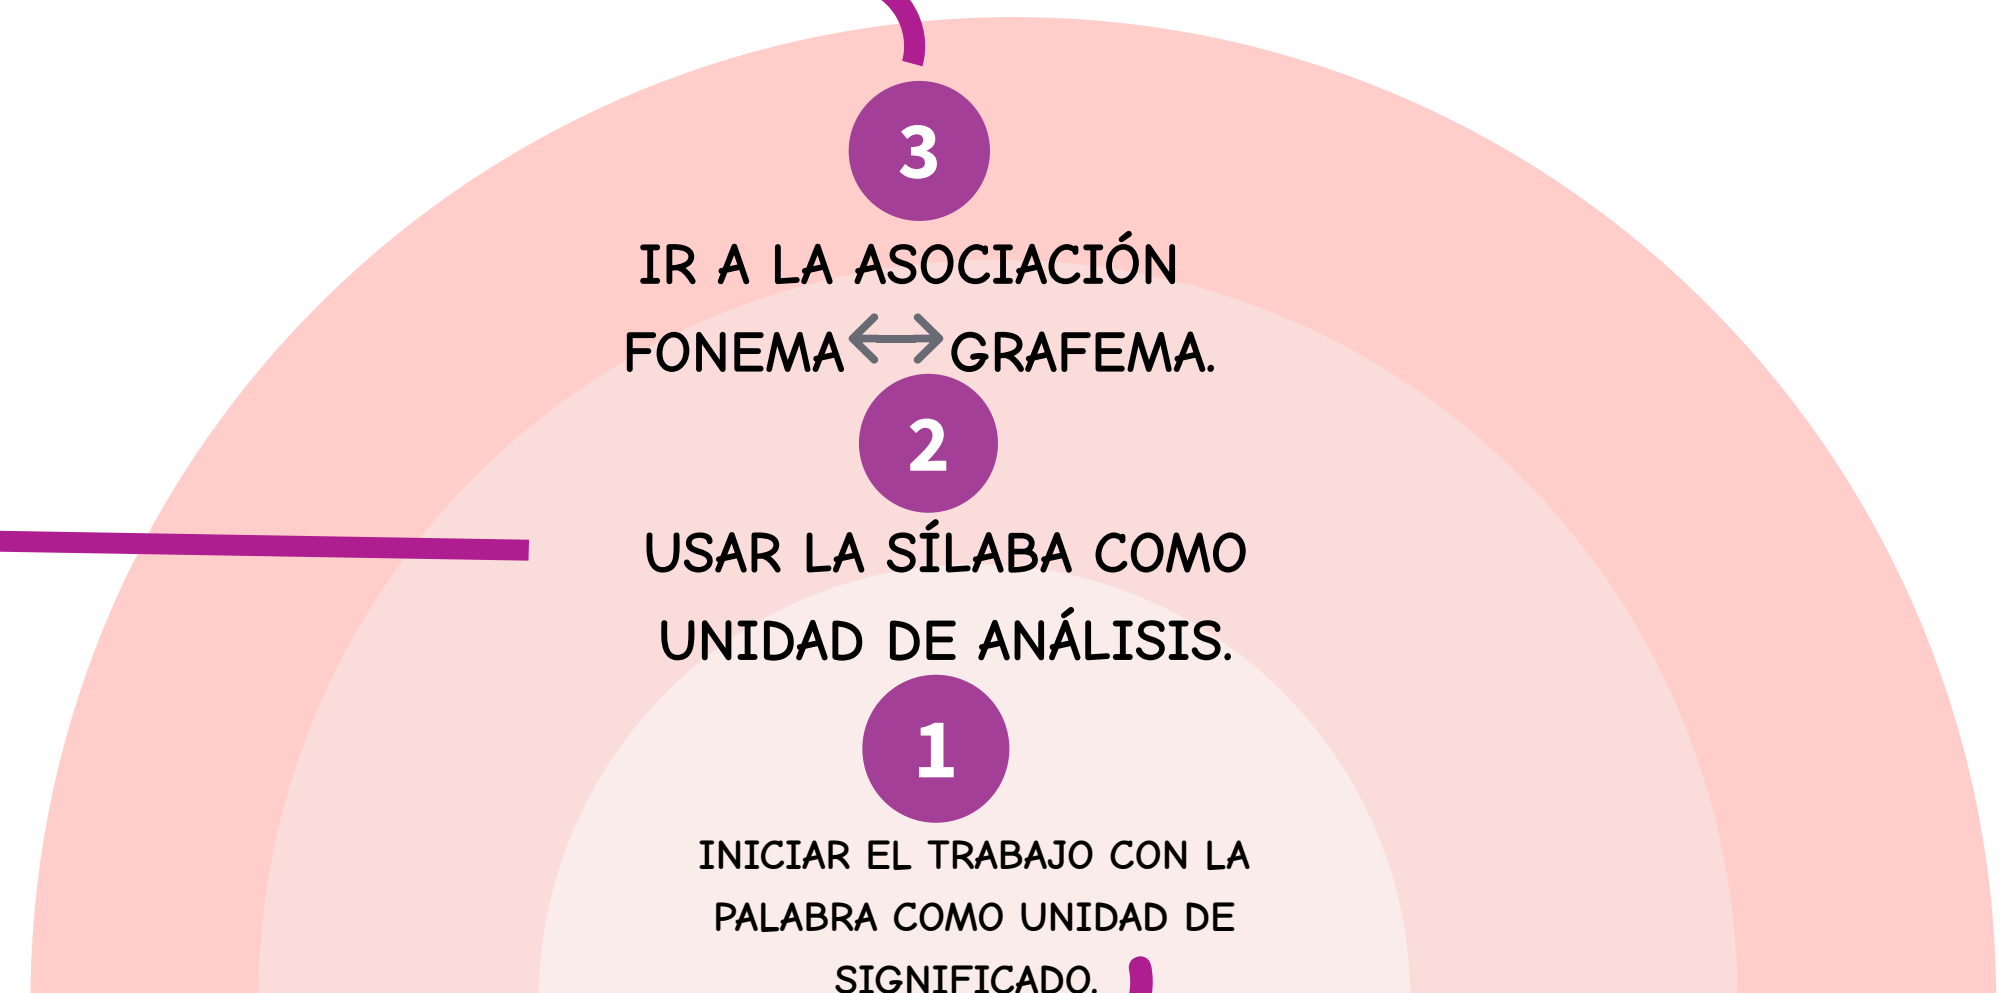 3
IR A LA ASOCIACIÓN
FONEMA ↔ GRAFEMA.
2
USAR LA SÍLABA COMO
UNIDAD DE ANÁLISIS.
1
INICIAR EL TRABAJO CON LA
PALABRA COMO UNIDAD DE
SIGNIFICADO.